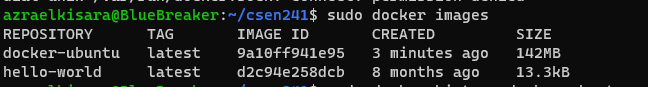 azraelkisara@BlueBreaker:~/csen241$ sudo docker images
REPOSITORY TAG IMAGE ID CREATED SIZE
docker-ubuntu latest 9a10ff941e95 3 minutes ago 142MB
hello-world latest d2c94e258dcb 8 months ago 13.3kB